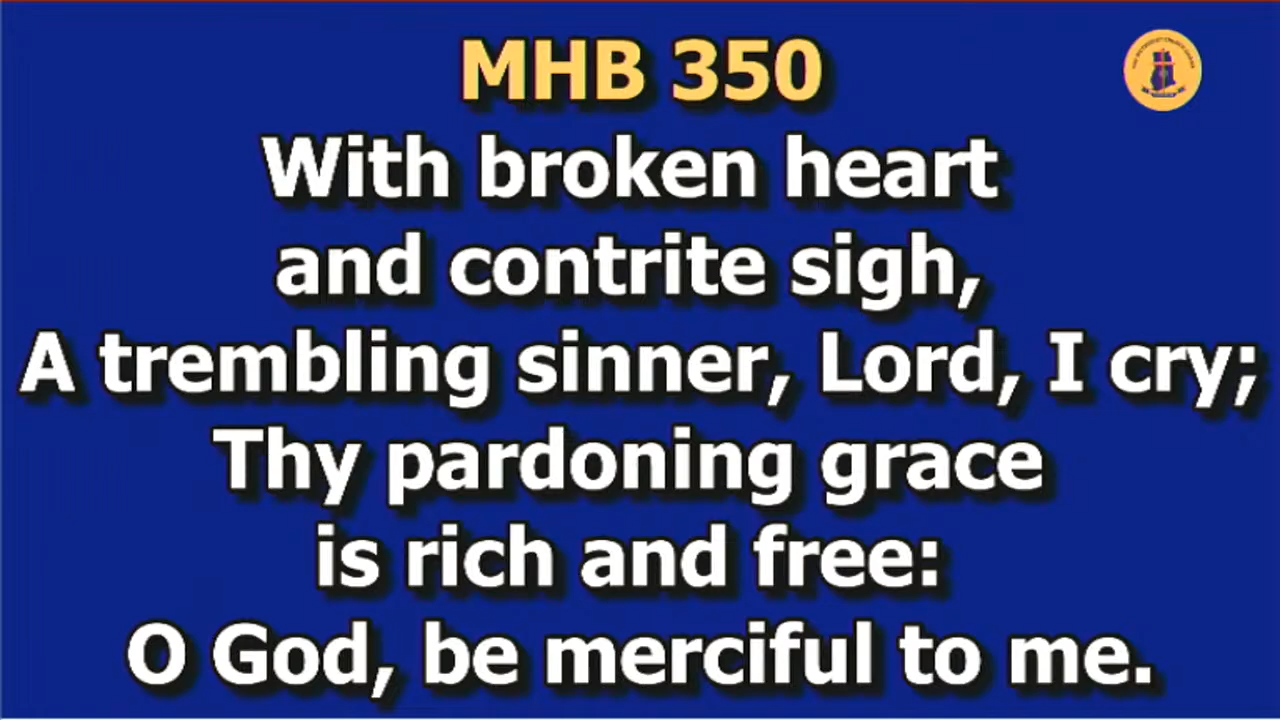 MHB 350
With broken heart
and contrite sigh,
A trembling sinner, Lord, I cry;
Thy pardoning grace
is rich and free:
O God, be merciful to me.